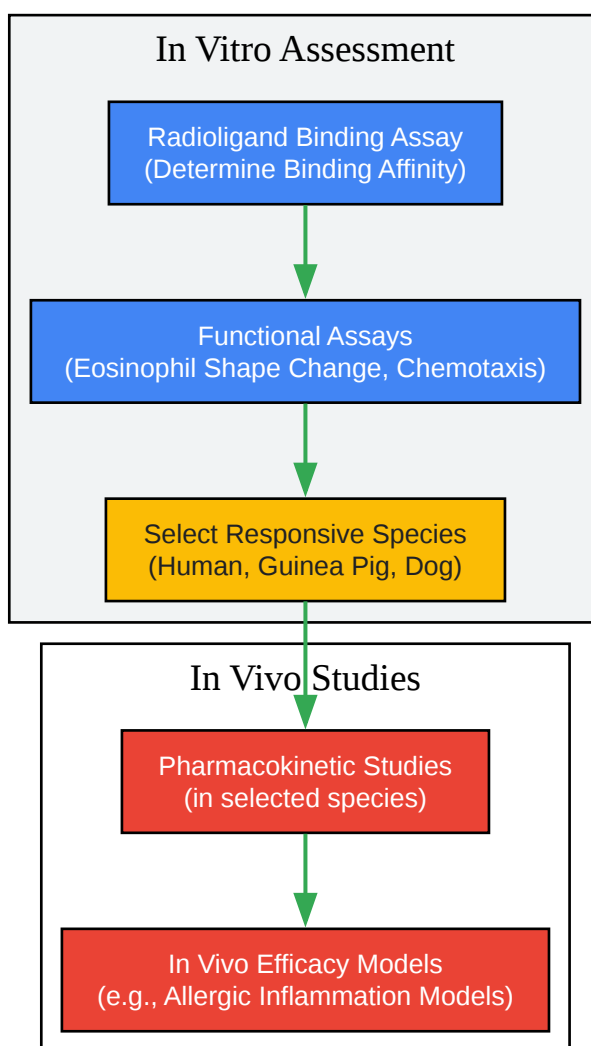 In Vitro Assessment
Radioligand Binding Assay
(Determine Binding Affinity)
Functional Assays
(Eosinophil Shape Change, Chemotaxis)
Select Responsive Species
(Human, Guinea Pig, Dog)
In Vivo Studies
Pharmacokinetic Studies
(in selected species)
In Vivo Efficacy Models
(e.g., Allergic Inflammation Models)